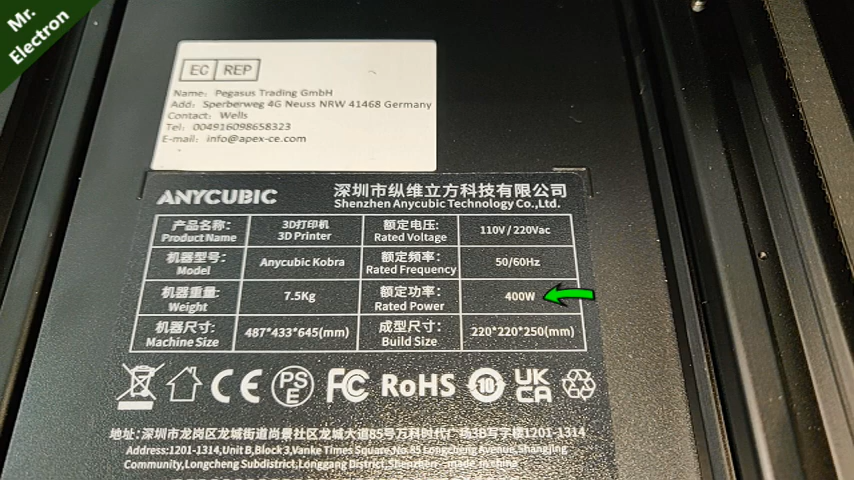 Mr.
Electron
EC REP
Name: Pegasus Trading GmbH
Add: Sperberweg 4G Neuss NRW 41468 Germany
Contact: Wells
Tel: 004916098658323
E-mail: info@apex-ce.com
ANYCUBIC
深圳市纵维立方科技有限公司
Shenzhen Anycubic Technology Co.,Ltd.
产品名称:
Product Name
3D打印机
3D Printer
额定电压:
Rated Voltage
110V / 220Vac
机器型号:
Model
Anycubic Kobra
额定频率:
Rated Frequency
50/60Hz
机器重量:
Weight
7.5Kg
额定功率:
Rated Power
400W
机器尺寸:
Machine Size
487*433*645(mm)
成型尺寸:
Build Size
220*220*250(mm)
CE
PS
E
FC
RoHS
10
UK
CA
地址:深圳市龙岗区龙城街道尚景社区龙城大道85号万科时代广场3B写字楼1201-1314
Address:1201-1314,Unit B,Block 3,Vanke Times Square,No.85 Longcheng Avenue,Shangjing
Community,Longcheng Subdistrict,Longgang District,Shenzhen made in china